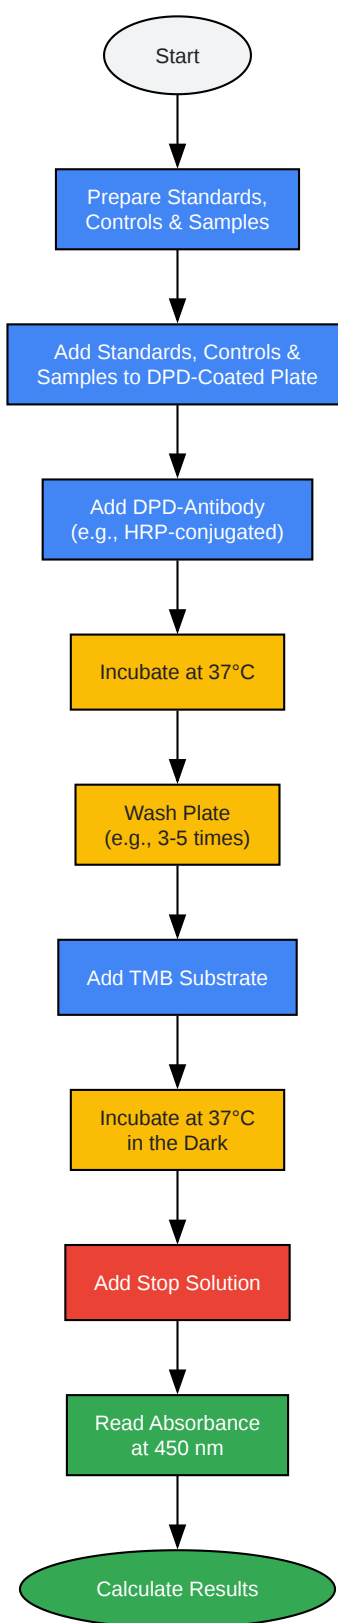 Start
Prepare Standards,
Controls & Samples
Add Standards, Controls &
Samples to DPD-Coated Plate
Add DPD-Antibody
(e.g., HRP-conjugated)
Incubate at 37°C
Wash Plate
(e.g., 3-5 times)
Add TMB Substrate
Incubate at 37°C
in the Dark
Add Stop Solution
Read Absorbance
at 450 nm
Calculate Results